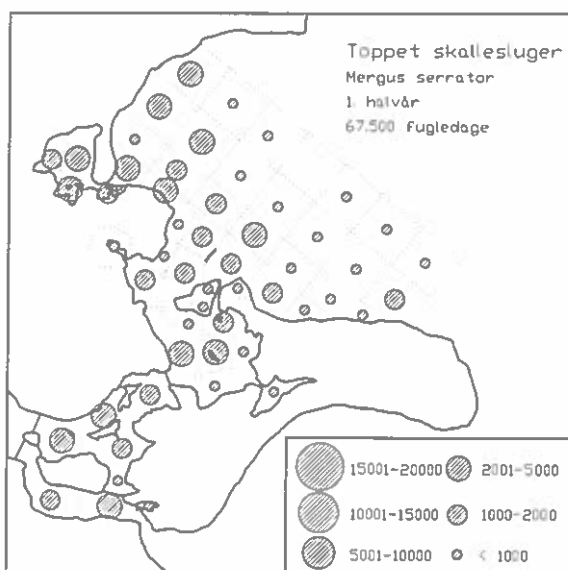 Toppet skallesluger
Mergus serrator
1. halvår
67.500 fugledage
15001-20000
2001-5000
10001-15000
1000-2000
5001-10000
< 1000